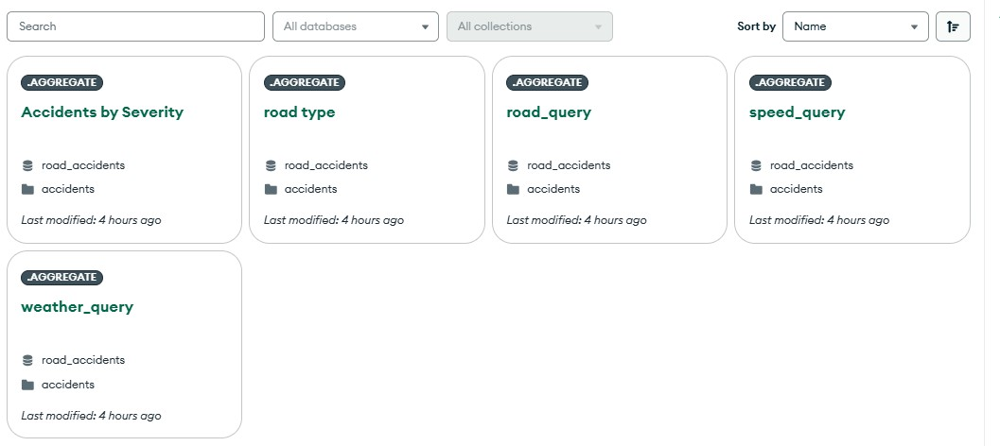 Search
All databases
All collections
Sort by
Name
.AGGREGATE
Accidents by Severity
road_accidents
accidents
Last modified: 4 hours ago
.AGGREGATE
road type
road_accidents
accidents
Last modified: 4 hours ago
.AGGREGATE
road_query
road_accidents
accidents
Last modified: 4 hours ago
.AGGREGATE
speed_query
road_accidents
accidents
Last modified: 4 hours ago
.AGGREGATE
weather_query
road_accidents
accidents
Last modified: 4 hours ago